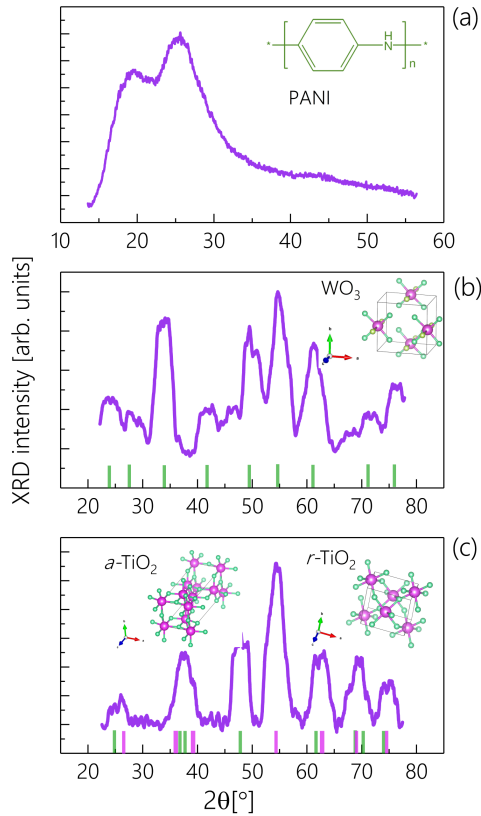 (a)
H
* N *
n
PANI
10 20 30 40 50 60
XRD intensity [arb. units]
WO3
(b)
20 30 40 50 60 70 80
a-TiO2
r-TiO2
(c)
20 30 40 50 60 70 80
2θ[°]